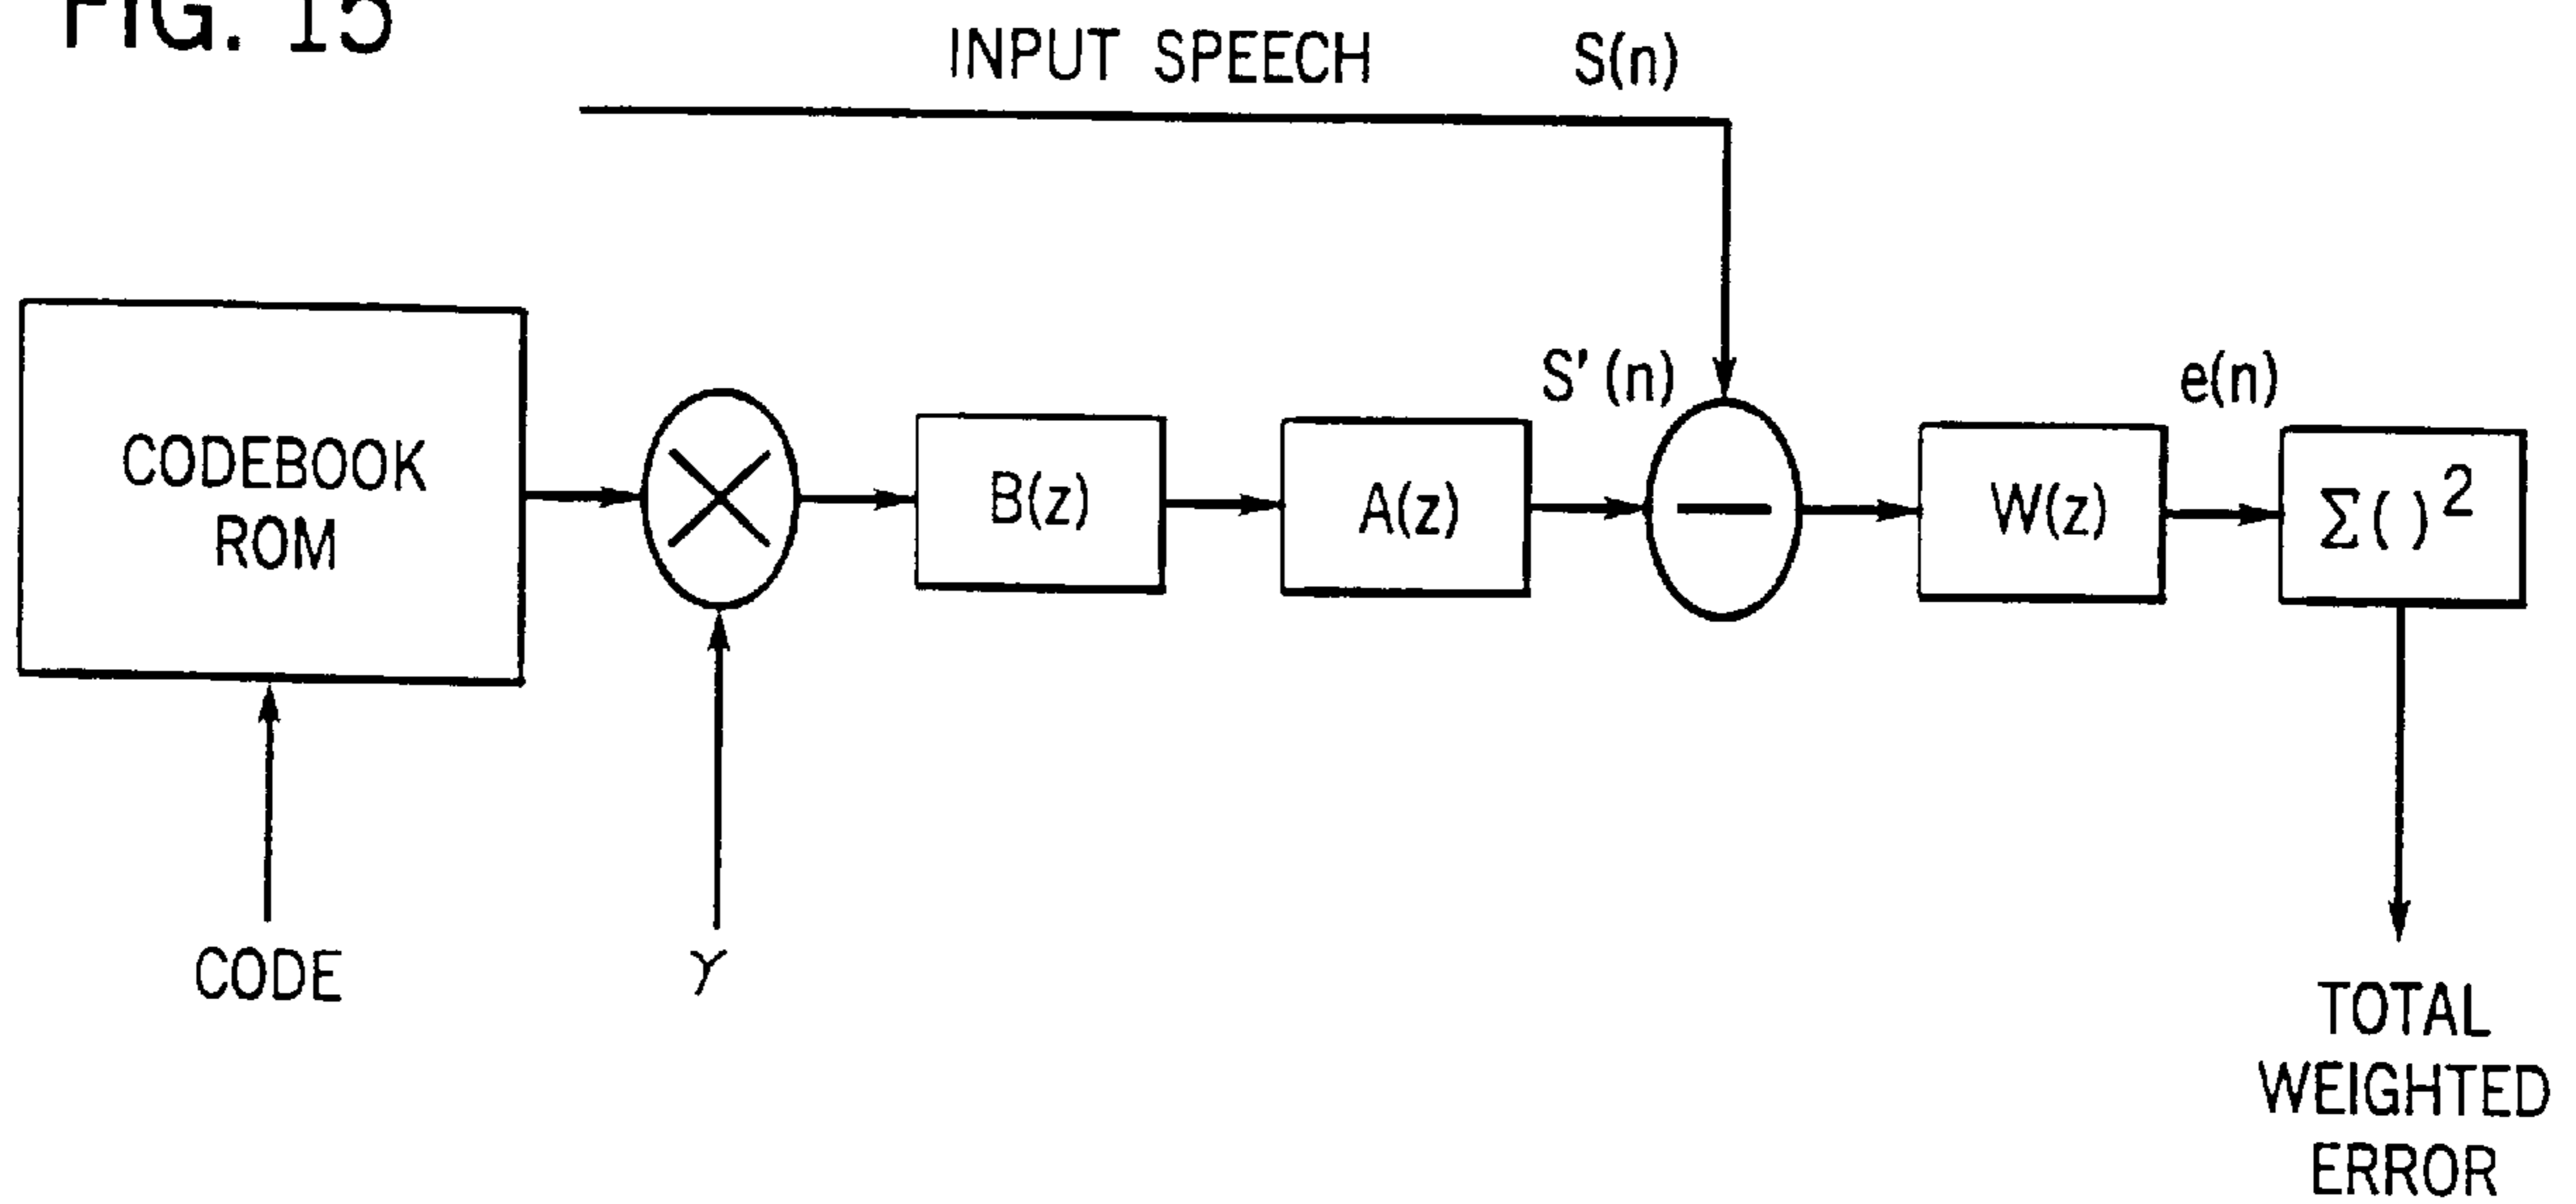 FIG. 15
INPUT SPEECH S(n)
CODEBOOK
ROM
B(z)
A(z)
S'(n)
W(z)
e(n)
Σ( )²
CODE
γ
TOTAL
WEIGHTED
ERROR